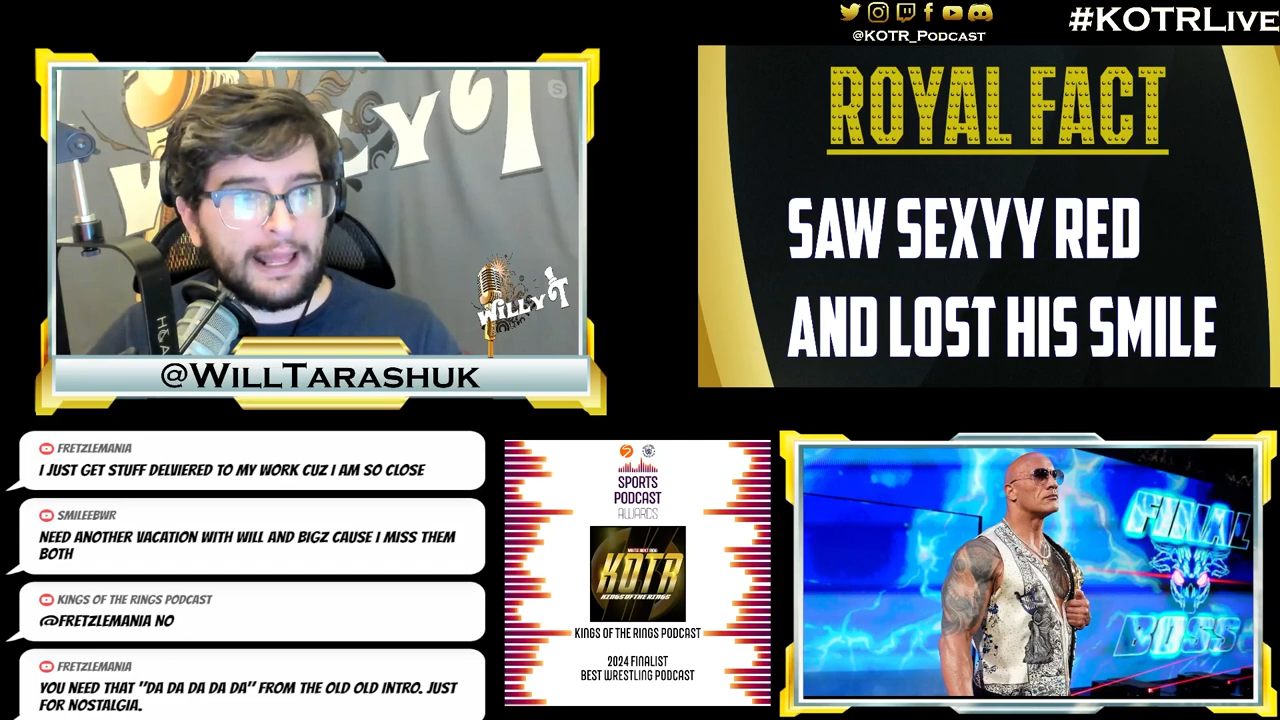 @KOTR_PODCAST
#KOTRLIVE
WILLY T
WILLY T
@WILLTARASHUK
ROYAL FACT
SAW SEXYY RED
AND LOST HIS SMILE
FRETZLEMANIA
I JUST GET STUFF DELVIERED TO MY WORK CUZ I AM SO CLOSE
SMILEEBWR
NEED ANOTHER VACATION WITH WILL AND BIGZ CAUSE I MISS THEM
BOTH
KINGS OF THE RINGS PODCAST
@FRETZLEMANIA NO
FRETZLEMANIA
YOU NEED THAT "DA DA DA DA DA" FROM THE OLD OLD INTRO. JUST
FOR NOSTALGIA.
SPORTS
PODCAST
AWARDS
KOTR
KINGS OF THE RINGS
KINGS OF THE RINGS PODCAST
2024 FINALIST
BEST WRESTLING PODCAST
FINAL
BOSS